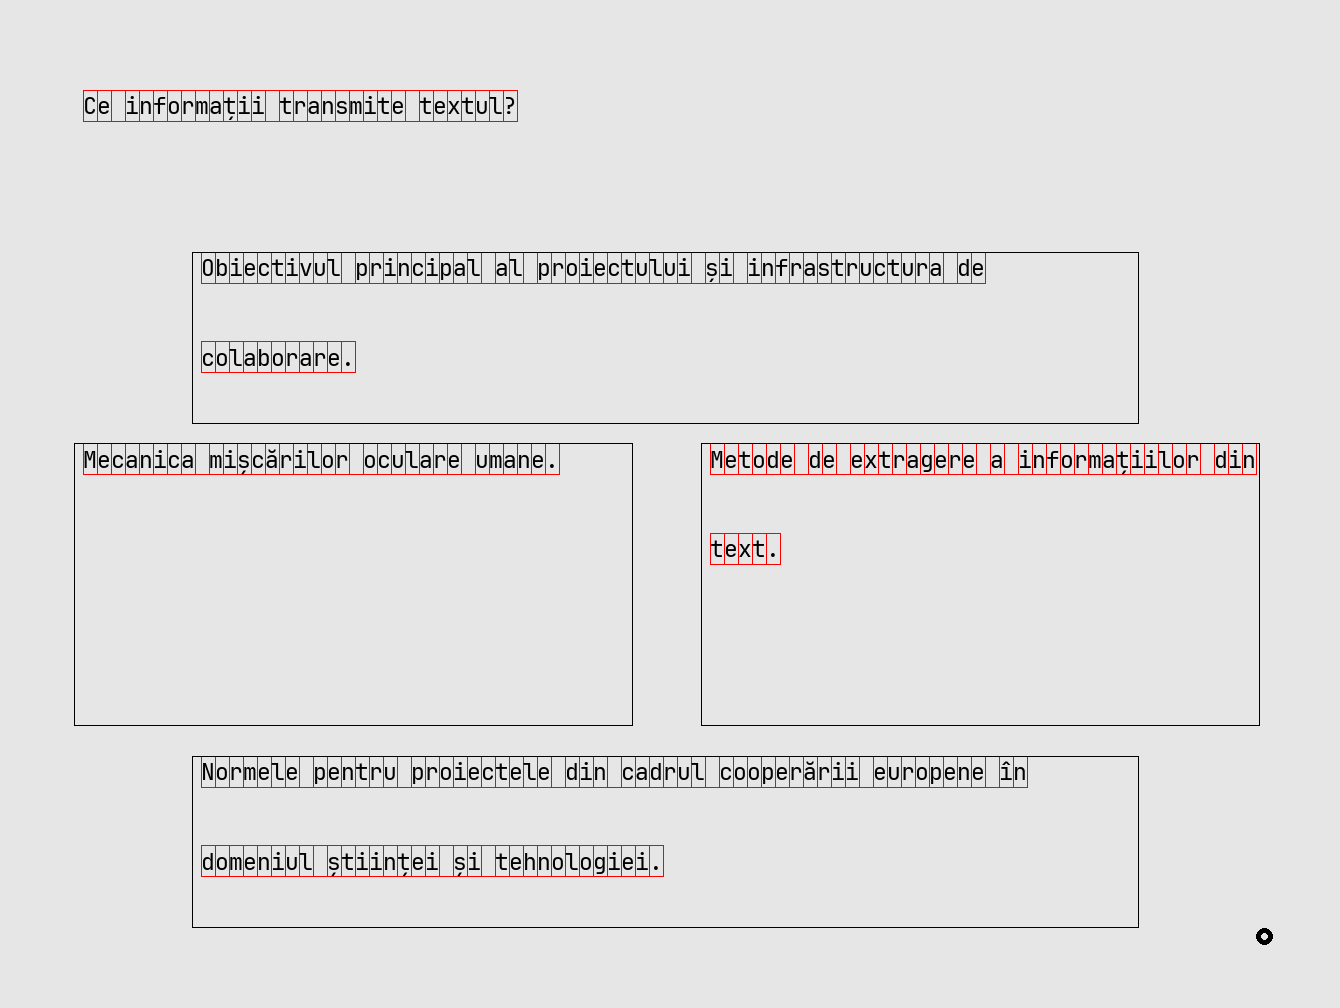 Ce informații transmite textul?
Obiectivul principal al proiectului și infrastructura de
colaborare.
Mecanica mișcărilor oculare umane.
Metode de extragere a informațiilor din
text.
Normele pentru proiectele din cadrul cooperării europene în
domeniul științei și tehnologiei.